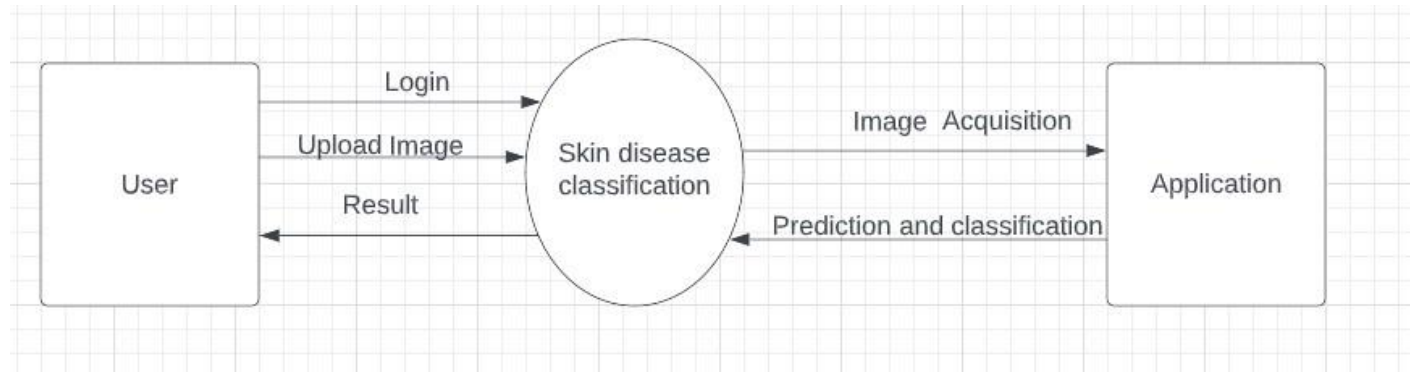 User
Login
Upload Image
Result
Skin disease
classification
Image Acquisition
Prediction and classification
Application